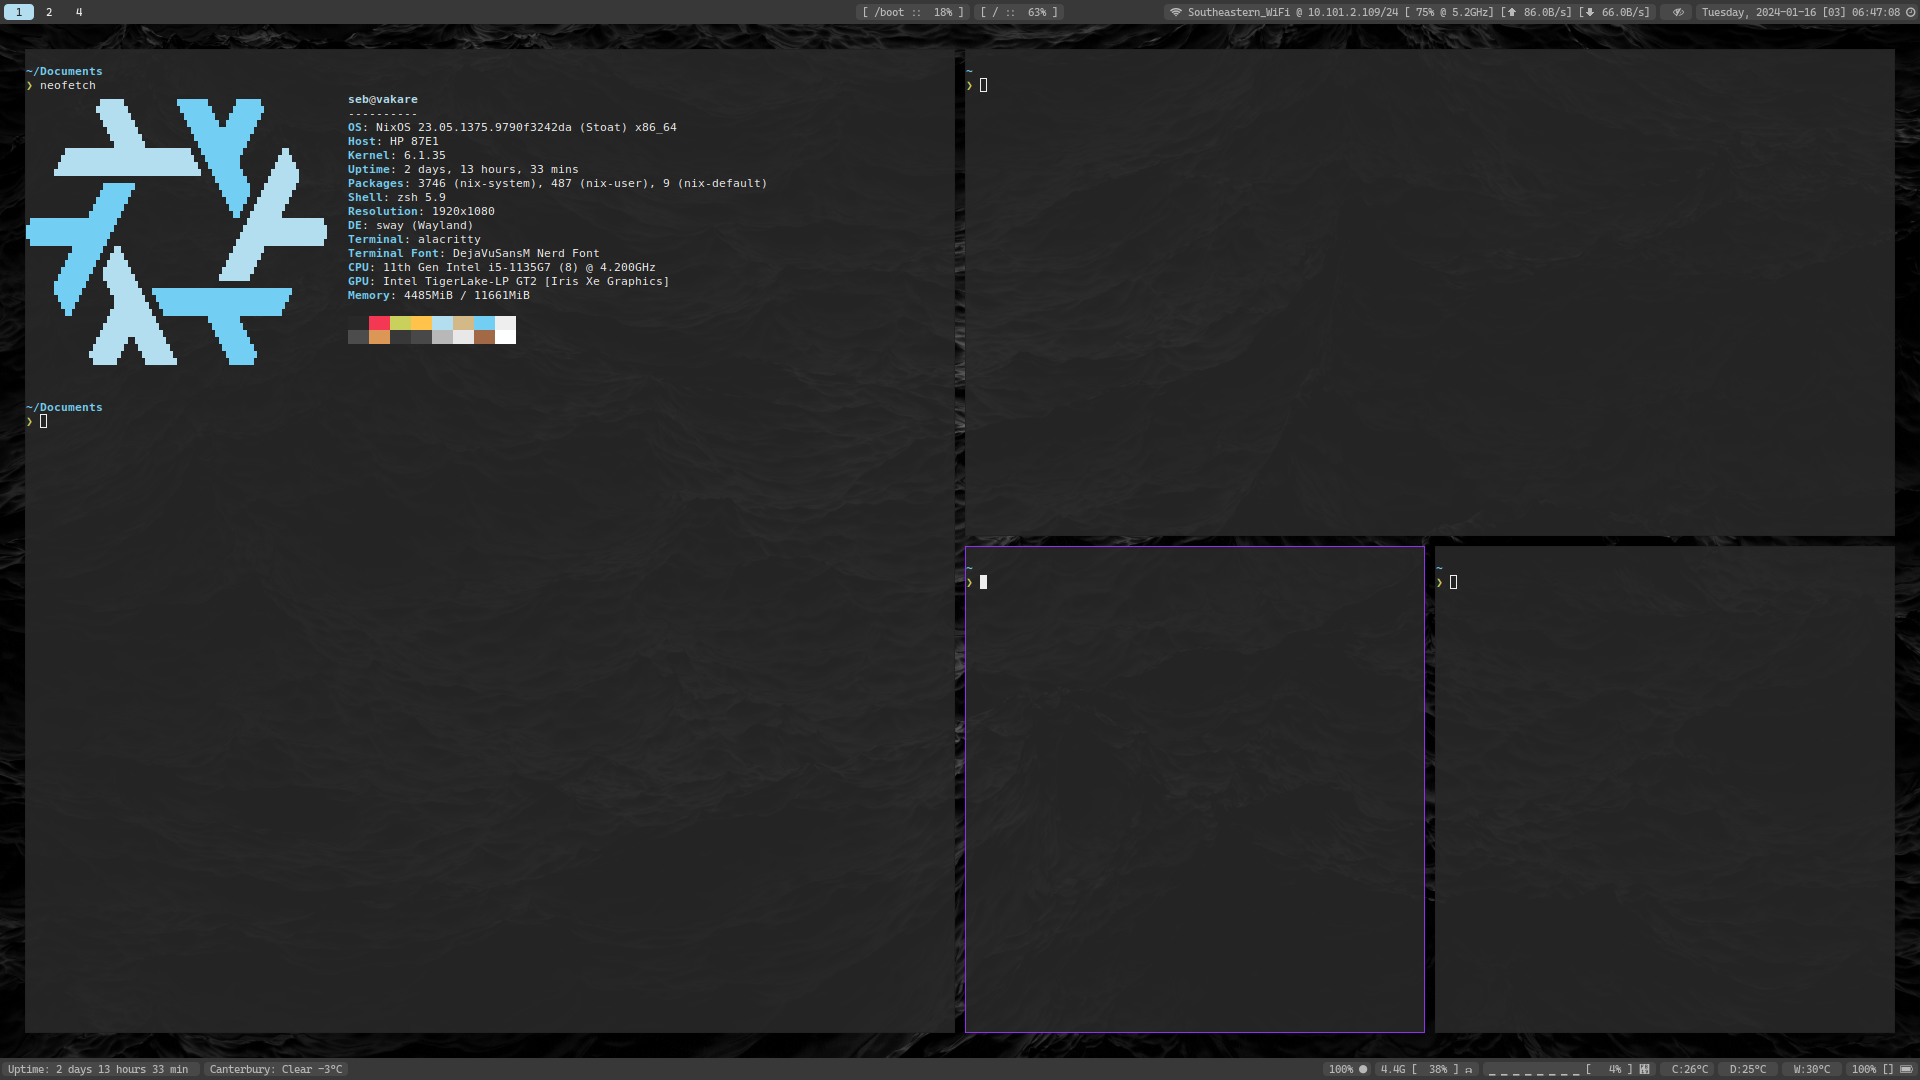 1 2 4
[ /boot :: 18% ] [ / :: 63% ]
Southeastern_WiFi @ 10.101.2.109/24 [ 75% @ 5.2GHz] [ 86.0B/s] [ 66.0B/s]
Tuesday, 2024-01-16 [03] 06:47:08
~/Documents
❯ neofetch
seb@vakare
----------
OS: NixOS 23.05.1375.9790f3242da (Stoat) x86_64
Host: HP 87E1
Kernel: 6.1.35
Uptime: 2 days, 13 hours, 33 mins
Packages: 3746 (nix-system), 487 (nix-user), 9 (nix-default)
Shell: zsh 5.9
Resolution: 1920x1080
DE: sway (Wayland)
Terminal: alacritty
Terminal Font: DejaVuSansM Nerd Font
CPU: 11th Gen Intel i5-1135G7 (8) @ 4.200GHz
GPU: Intel TigerLake-LP GT2 [Iris Xe Graphics]
Memory: 4485MiB / 11661MiB
~/Documents
❯
~
❯
~
❯
~
❯
Uptime: 2 days 13 hours 33 min
Canterbury: Clear -3°C
100%
4.4G [ 38% ]
_ _ _ _ _ _ _ _ [ 4% ]
C:26°C
D:25°C
W:30°C
100% []